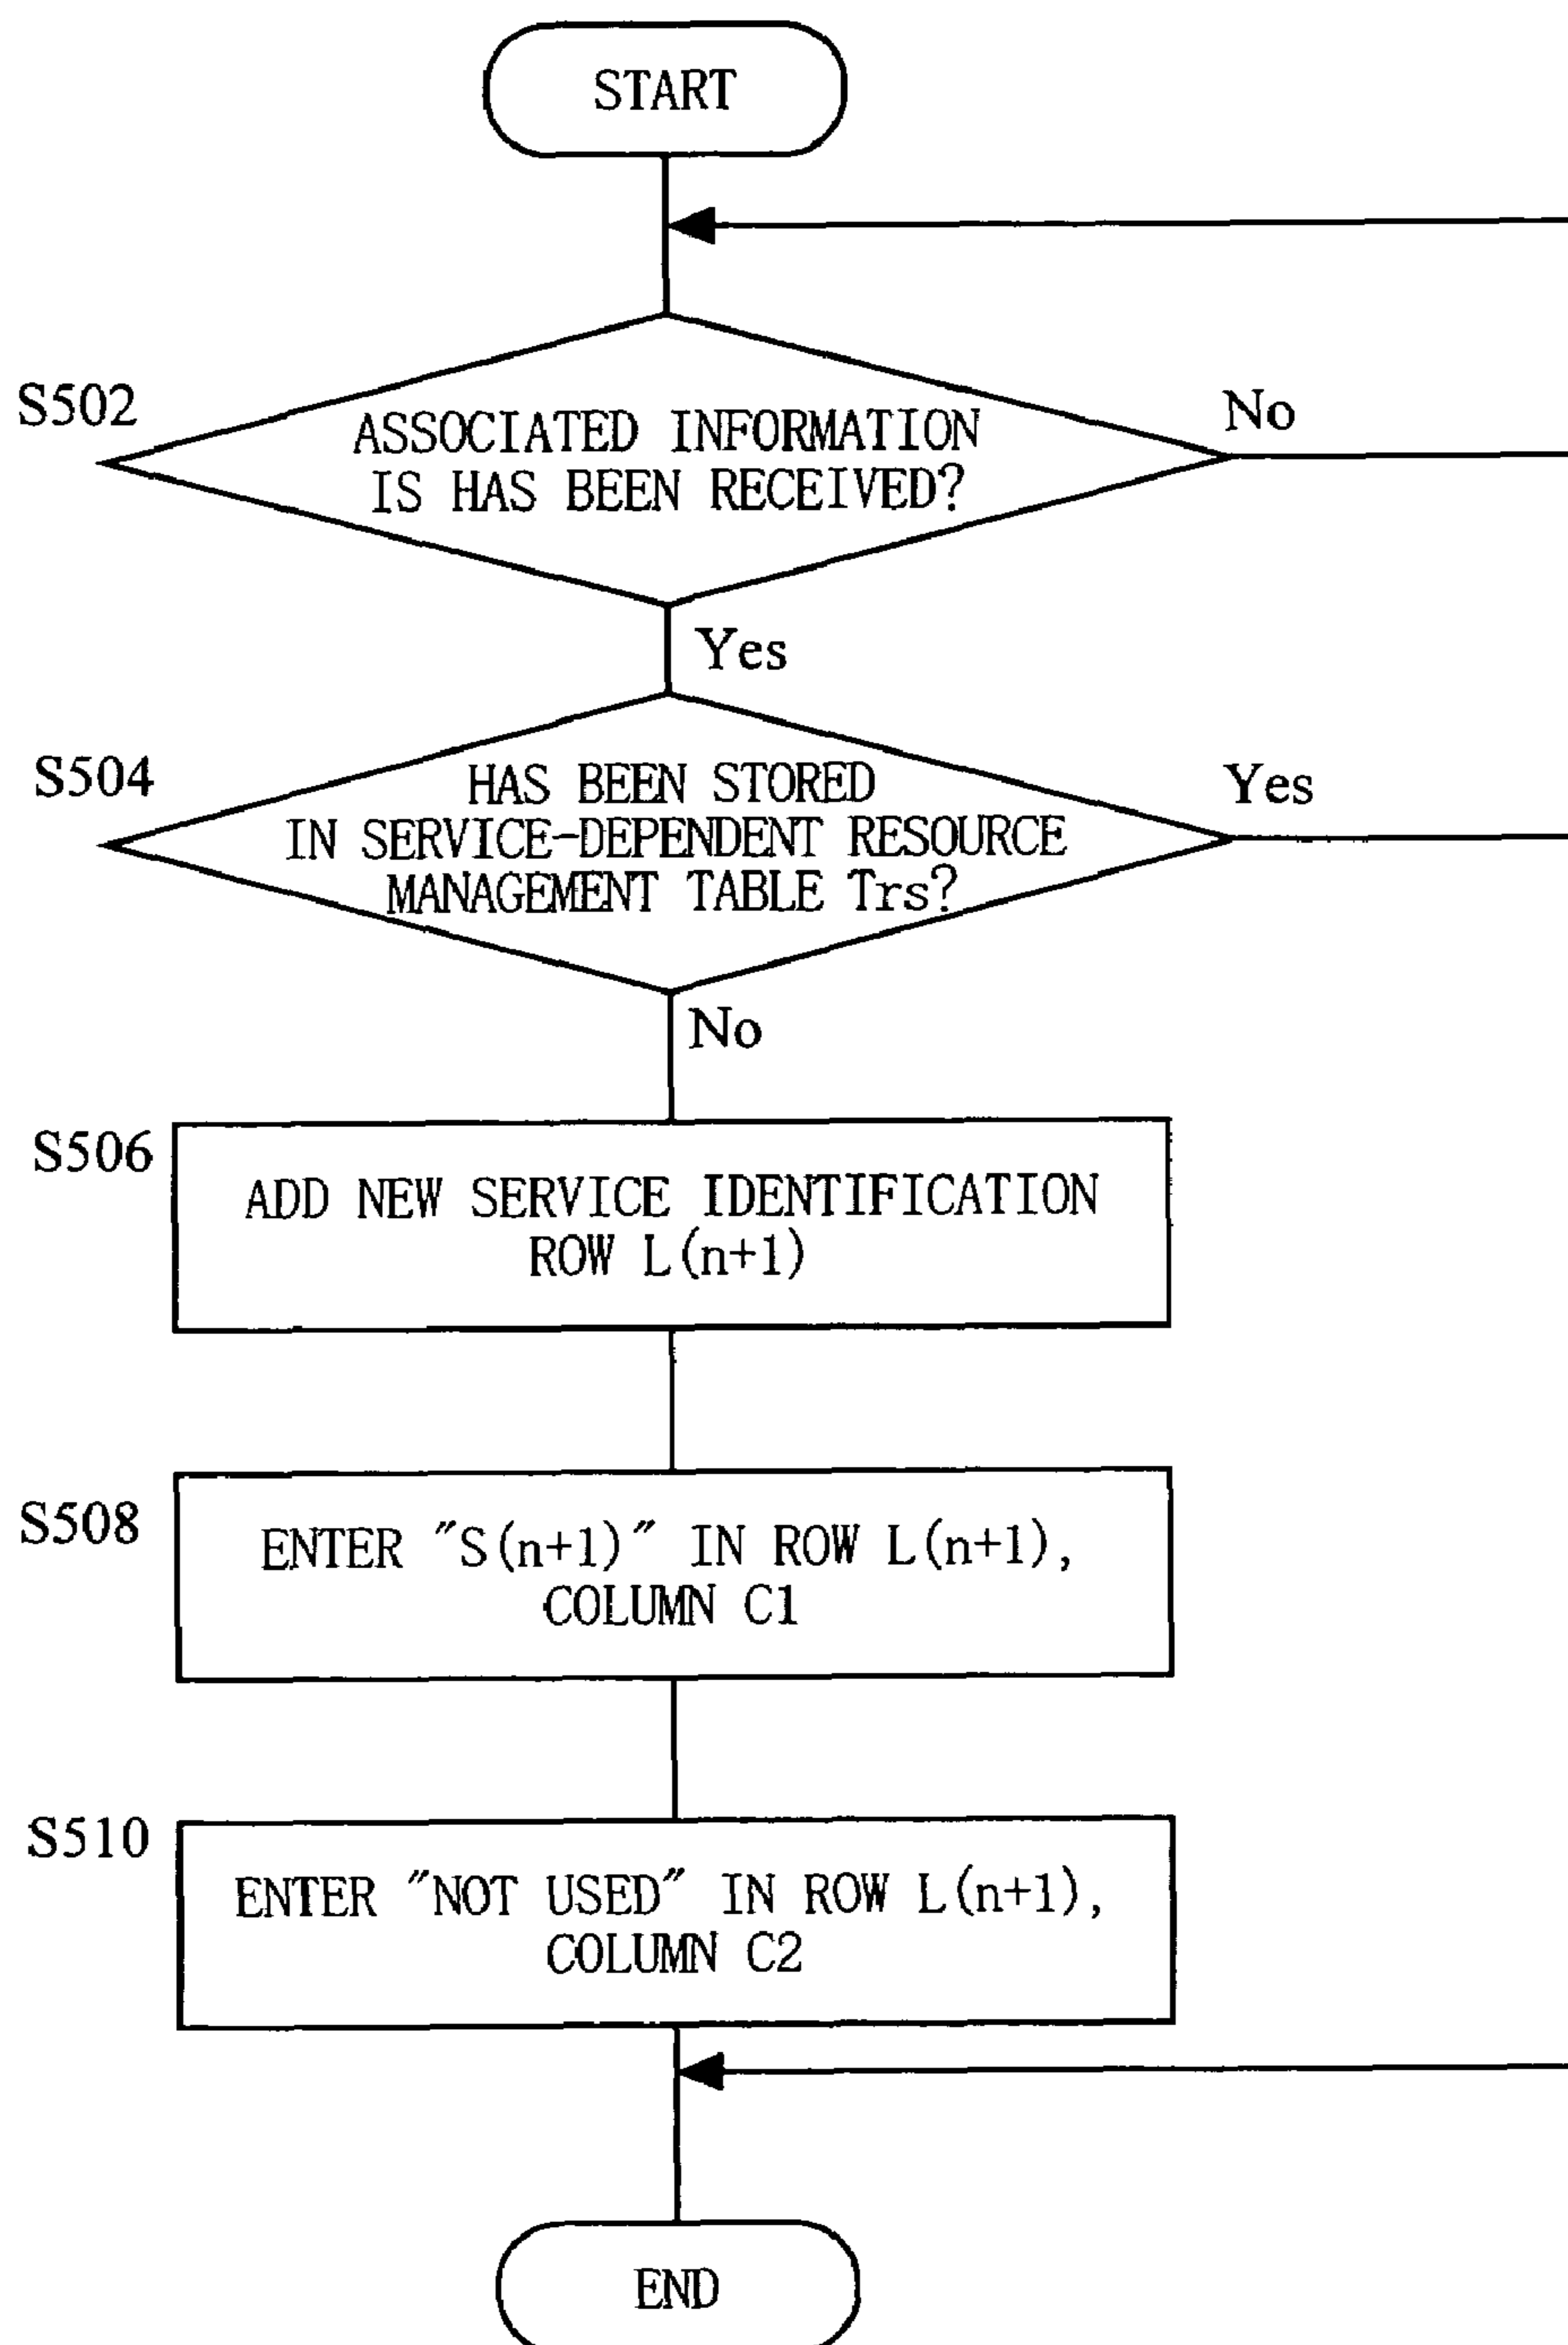 START
S502
ASSOCIATED INFORMATION
IS HAS BEEN RECEIVED?
No
Yes
S504
HAS BEEN STORED
IN SERVICE-DEPENDENT RESOURCE
MANAGEMENT TABLE Trs?
Yes
No
S506
ADD NEW SERVICE IDENTIFICATION
ROW L(n+1)
S508
ENTER "S(n+1)" IN ROW L(n+1),
COLUMN C1
S510
ENTER "NOT USED" IN ROW L(n+1),
COLUMN C2
END